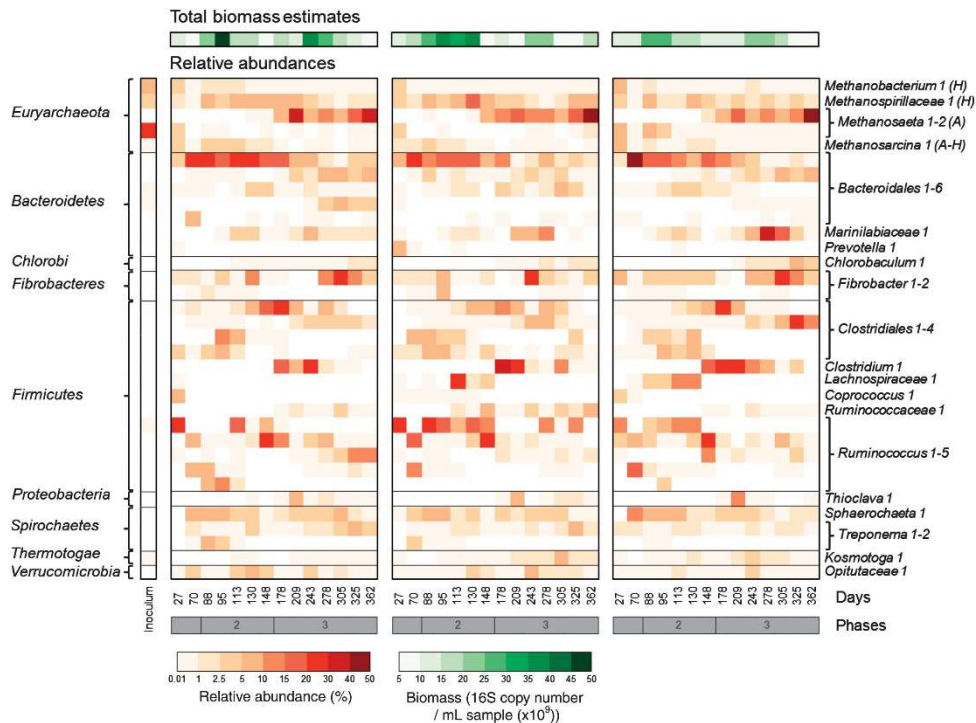 Total biomass estimates
Relative abundances
Euryarchaeota
Bacteroidetes
Chlorobi
Fibrobacteres
Firmicutes
Proteobacteria
Spirochaetes
Thermotogae
Verrucomicrobia
Methanobacterium 1 (H)
Methanospirillaceae 1 (H)
Methanosaeta 1-2 (A)
Methanosarcina 1 (A-H)
Bacteroidales 1-6
Marinilabiaceae 1
Prevotella 1
Chlorobaculum 1
Fibrobacter 1-2
Clostridiales 1-4
Clostridium 1
Lachnospiraceae 1
Coprococcus 1
Ruminococcaceae 1
Ruminococcus 1-5
Thioclava 1
Sphaerochaeta 1
Treponema 1-2
Kosmotoga 1
Opitutaceae 1
Inoculum
27 70 88 95 113 130 148 178 209 243 278 305 325 362
27 70 88 95 113 130 148 178 209 243 278 305 325 362
27 70 88 95 113 130 148 178 209 243 278 305 325 362
Days
2 3 2 3 2 3
Phases
0.01 1 2.5 5 10 15 20 30 40 50
Relative abundance (%)
5 10 15 20 25 30 35 40 45 50
Biomass (16S copy number
/ mL sample (x10⁹))